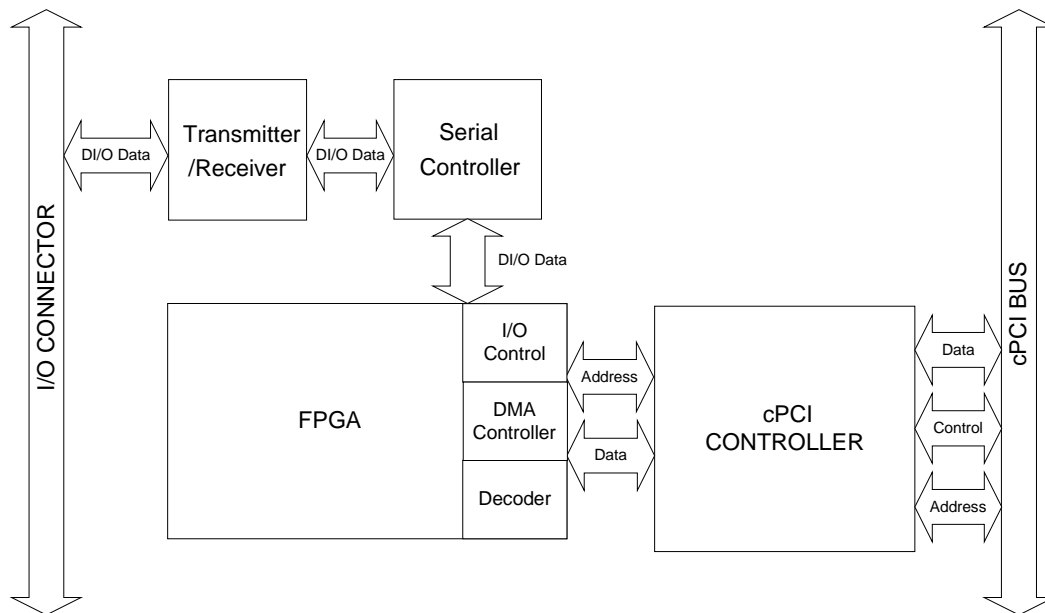 I/O CONNECTOR
DI/O Data
Transmitter
/Receiver
DI/O Data
Serial
Controller
DI/O Data
FPGA
I/O
Control
DMA
Controller
Decoder
Address
Data
cPCI
CONTROLLER
Data
Control
Address
cPCI BUS